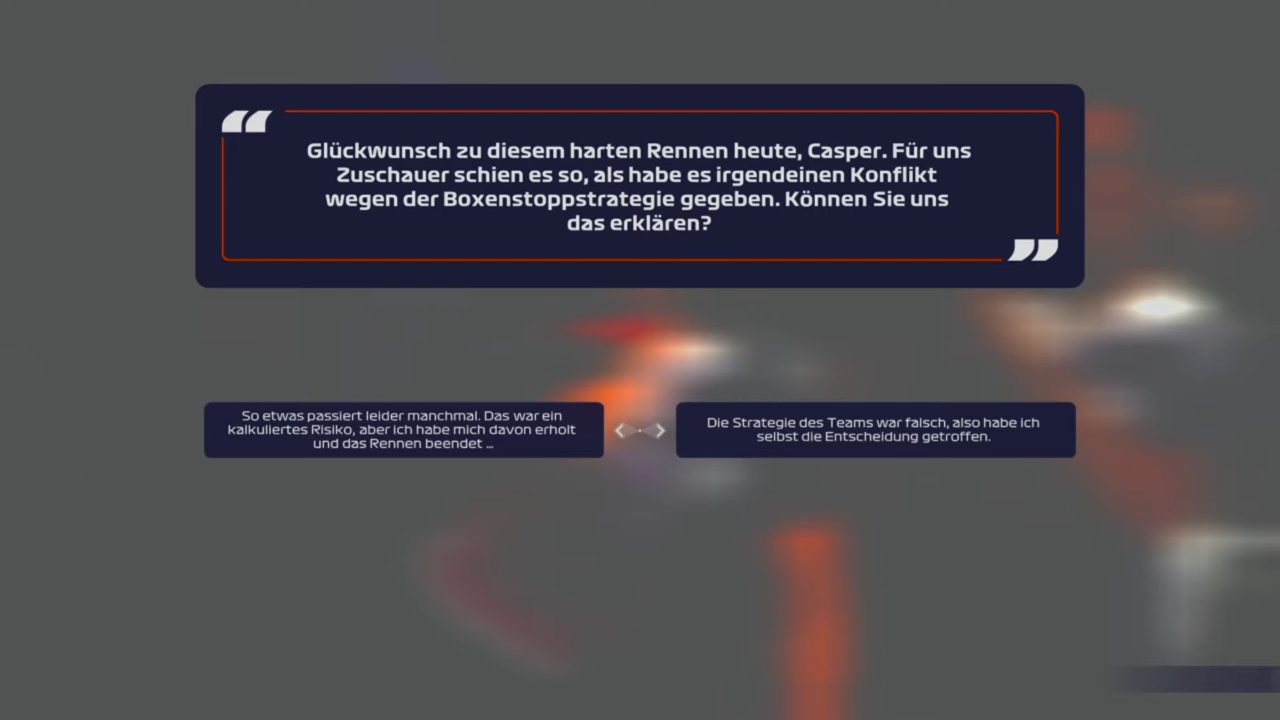 Glückwunsch zu diesem harten Rennen heute, Casper. Für uns
Zuschauer schien es so, als habe es irgendeinen Konflikt
wegen der Boxenstoppstrategie gegeben. Können Sie uns
das erklären?
So etwas passiert leider manchmal. Das war ein
kalkuliertes Risiko, aber ich habe mich davon erholt
und das Rennen beendet ...
Die Strategie des Teams war falsch, also habe ich
selbst die Entscheidung getroffen.